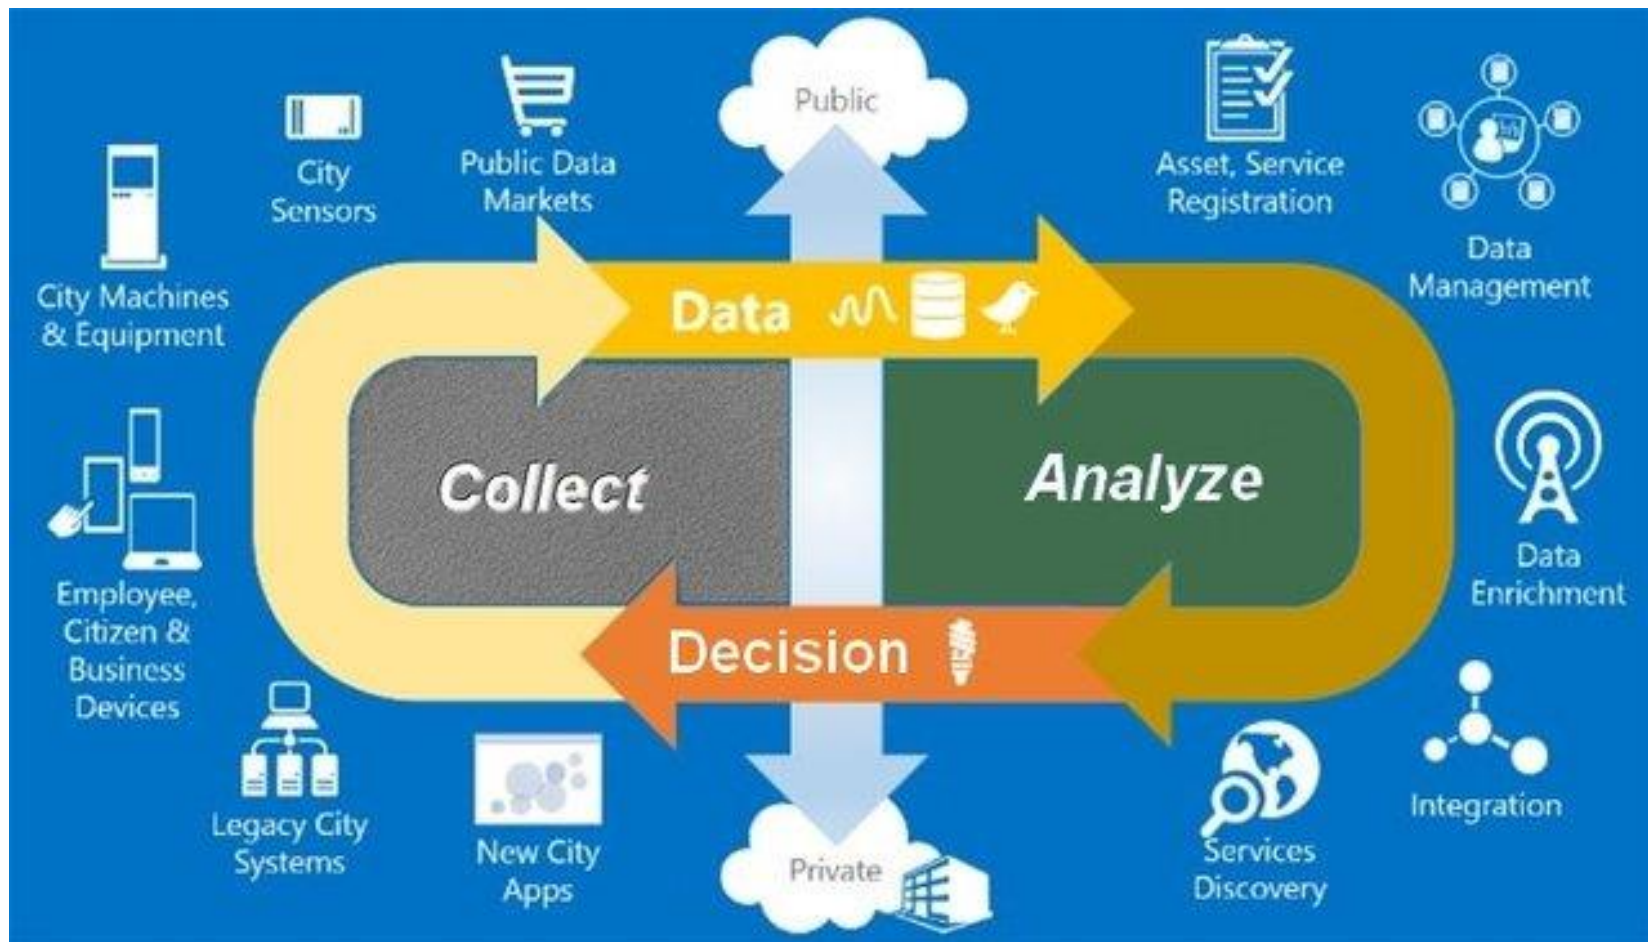 Public
City
Sensors
Public Data
Markets
Asset, Service
Registration
Data
Management
City Machines
& Equipment
Data
Collect
Analyze
Employee,
Citizen &
Business
Devices
Data
Enrichment
Decision
Legacy City
Systems
New City
Apps
Private
Services
Discovery
Integration